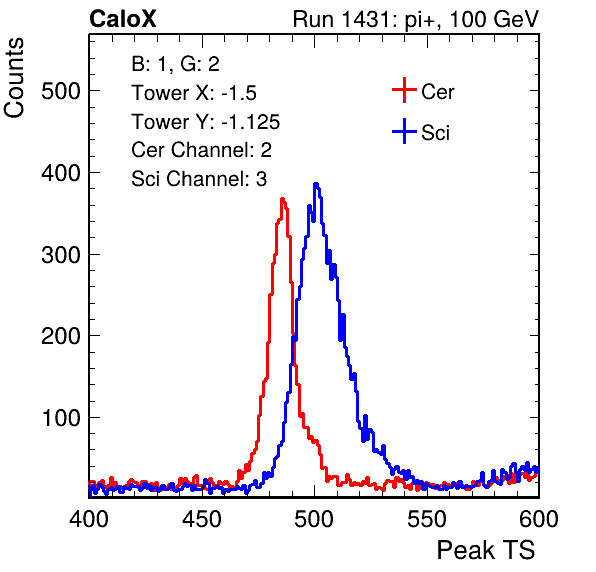 CaloX
Run 1431: pi+, 100 GeV
Counts
B: 1, G: 2
Tower X: -1.5
Tower Y: -1.125
Cer Channel: 2
Sci Channel: 3
Cer
Sci
500
400
300
200
100
400 450 500 550 600
Peak TS